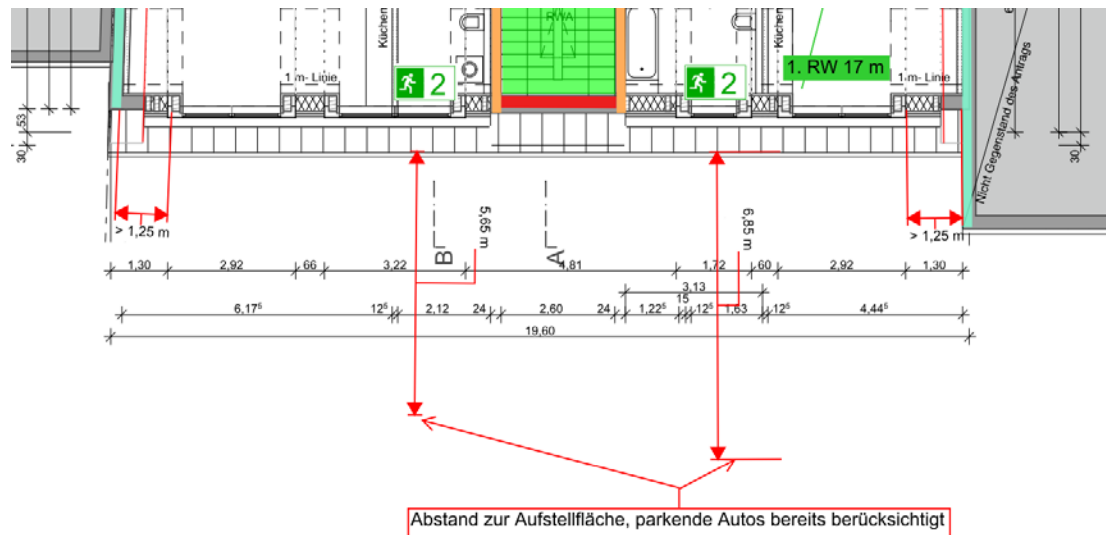 RWA
Küchen
Küchen
1. RW 17 m
1 m- Linie
1 m- Linie
2
2
53
30
30
Nicht Gegenstand des Antrags
> 1,25 m
> 1,25 m
5,65 m
6,85 m
B
A
1,30 2,92 66 3,22 4,81 1,72 60 2,92 1,30
3,13
15
6,17⁵ 12⁵ 2,12 24 2,60 24 1,22⁵ 12⁵ 1,63 12⁵ 4,44⁵
19,60
Abstand zur Aufstellfläche, parkende Autos bereits berücksichtigt